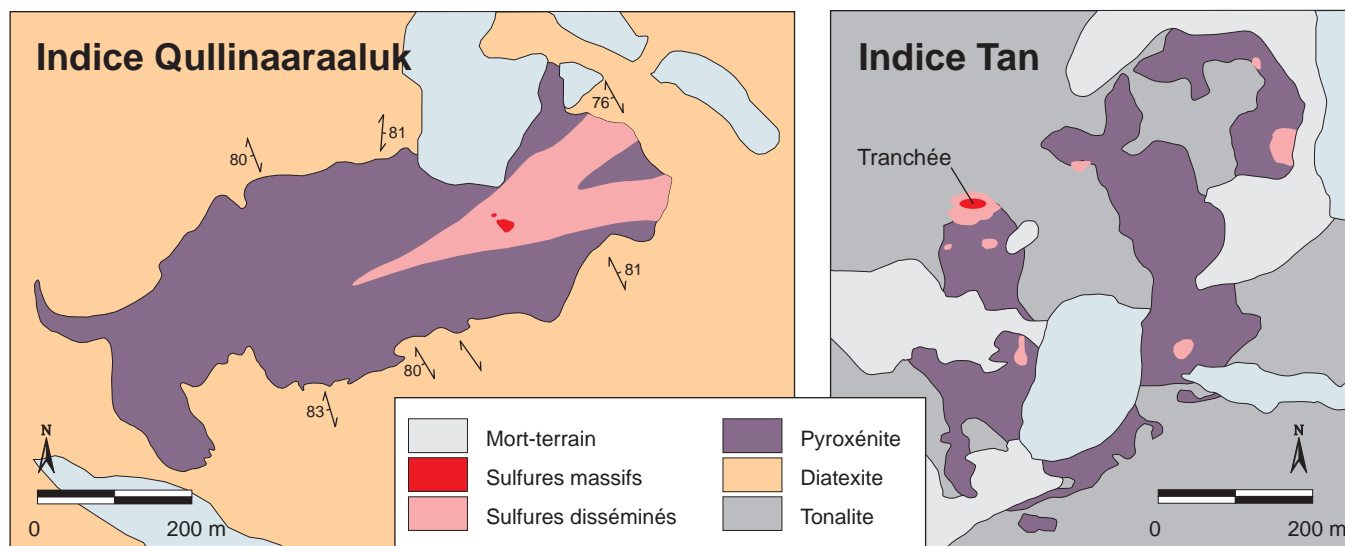 Indice Qullinaaraaluk
76
81
80
81
80
83
N
0 200 m
Indice Tan
Tranchée
N
0 200 m
Mort-terrain
Sulfures massifs
Sulfures disséminés
Pyroxénite
Diatexite
Tonalite